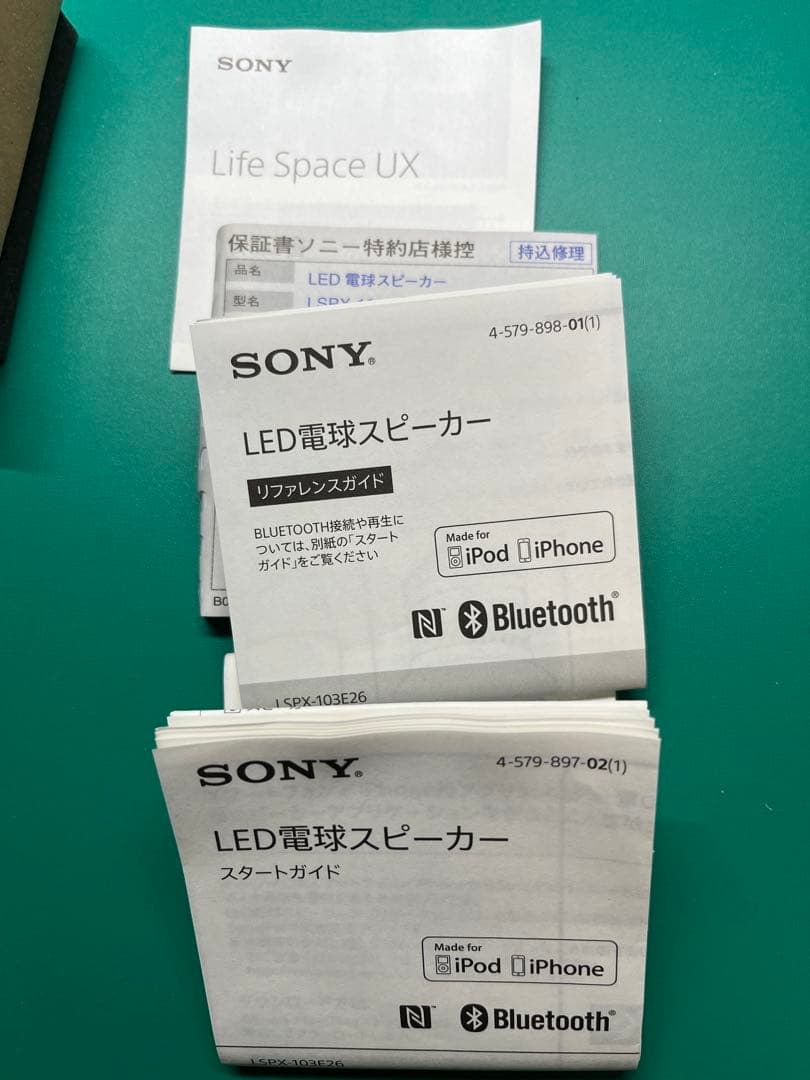 SONY
Life Space UX
保証書ソニー特約店様控 持込修理
品名 LED 電球スピーカー
型名
SONY®
4-579-898-01(1)
LED電球スピーカー
リファレンスガイド
BLUETOOTH接続や再生に
ついては、別紙の「スタート
ガイド」をご覧ください
Made for
iPod iPhone
Bluetooth®
LSPX-103E26
SONY®
4-579-897-02(1)
LED電球スピーカー
スタートガイド
Made for
iPod iPhone
Bluetooth®
LSPX-103E26